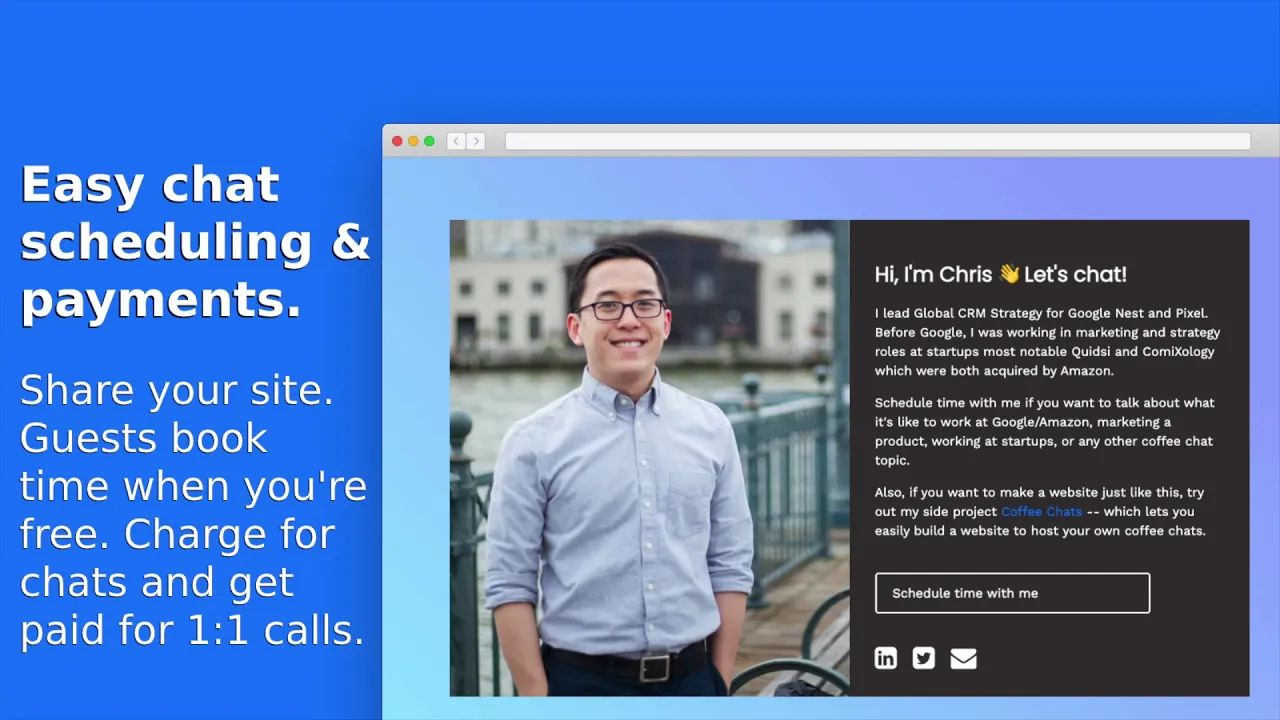 Easy chat
scheduling &
payments.
Share your site.
Guests book
time when you're
free. Charge for
chats and get
paid for 1:1 calls.
Hi, I'm Chris 👋 Let's chat!
I lead Global CRM Strategy for Google Nest and Pixel.
Before Google, I was working in marketing and strategy
roles at startups most notable Quidsi and ComiXology
which were both acquired by Amazon.
Schedule time with me if you want to talk about what
it's like to work at Google/Amazon, marketing a
product, working at startups, or any other coffee chat
topic.
Also, if you want to make a website just like this, try
out my side project Coffee Chats -- which lets you
easily build a website to host your own coffee chats.
Schedule time with me
in